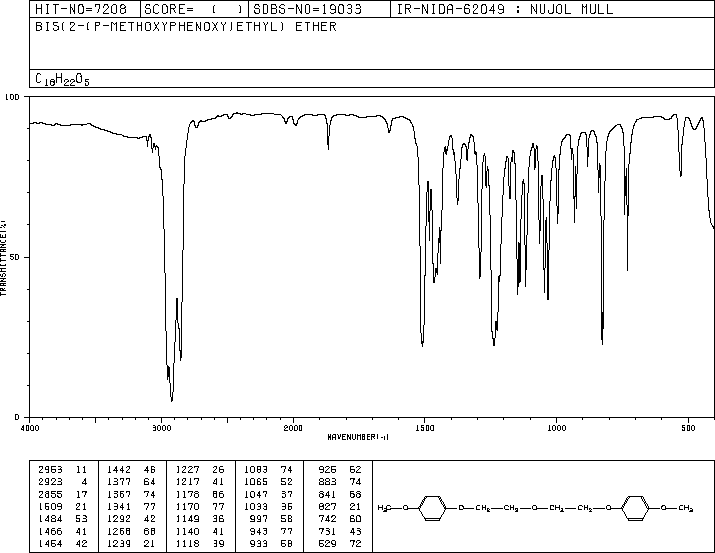 HIT-NO=7208 SCORE= ( ) SDBS-NO=19033 IR-NIDA-62049 : NUJOL MULL
BIS(2-(P-METHOXYPHENOXY)ETHYL) ETHER
C18H22O5
100
50
0
TRANSMITTANCE(%)
4000 3000 2000 1500 1000 500
WAVENUMBER(-1)
2953 11 1442 46 1227 26 1083 74 926 62
2923 4 1377 64 1217 41 1065 52 883 74
2855 17 1367 74 1178 66 1047 37 841 68
1509 21 1341 77 1170 77 1033 36 827 21
1484 53 1292 42 1149 36 997 58 742 60
1466 41 1268 68 1140 41 943 77 731 43
1454 42 1239 21 1118 39 933 58 529 72
H3C O O CH2 CH2 O CH2 CH2 O O CH3